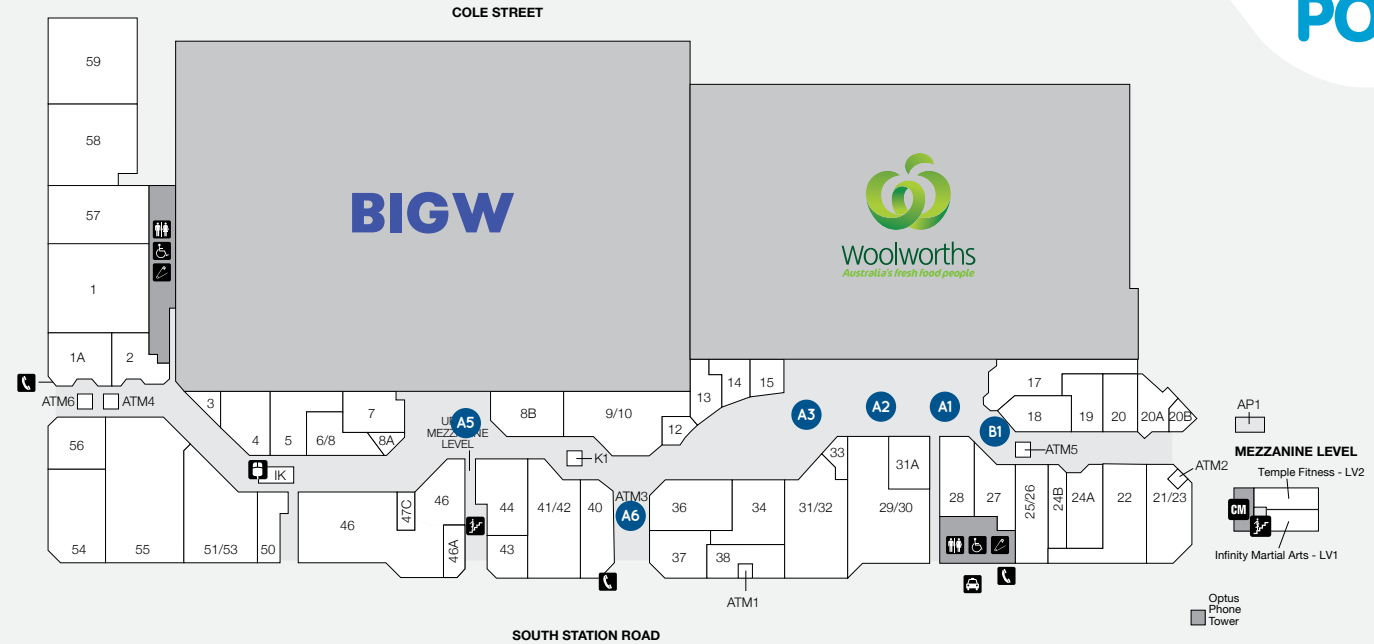 COLE STREET
PO
59
58
57
1
1A
2
BIGW
Woolworths
Australia's fresh food people
ATM6
ATM4
3
4
5
6/8
7
8A
A5
MEZZANINE
LEVEL
8B
9/10
12
13
14
15
A3
A2
A1
B1
17
18
19
20
20A
20B
AP1
56
54
55
51/53
50
IK
46
47C
46
46A
44
43
41/42
40
K1
ATM3
A6
36
37
34
38
ATM1
31/32
33
31A
29/30
28
27
ATM5
25/26
24B
24A
22
21/23
ATM2
MEZZANINE LEVEL
Temple Fitness - LV2
CM
Infinity Martial Arts - LV1
Optus
Phone
Tower
SOUTH STATION ROAD